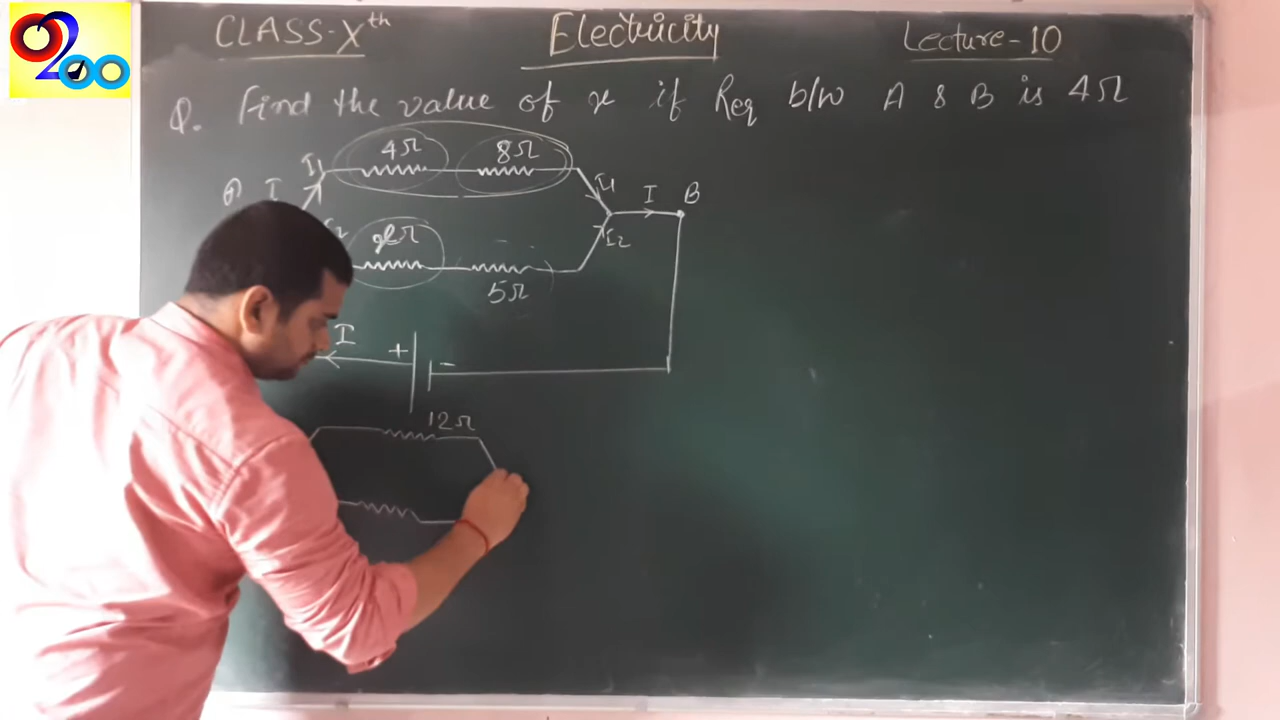 O2OO
CLASS-Xth Electricity Lecture-10
Q. Find the value of x if Req b/w A & B is 4Ω
4Ω 8Ω
I1 I1
I I B
xΩ I2
5Ω
I + -
12Ω